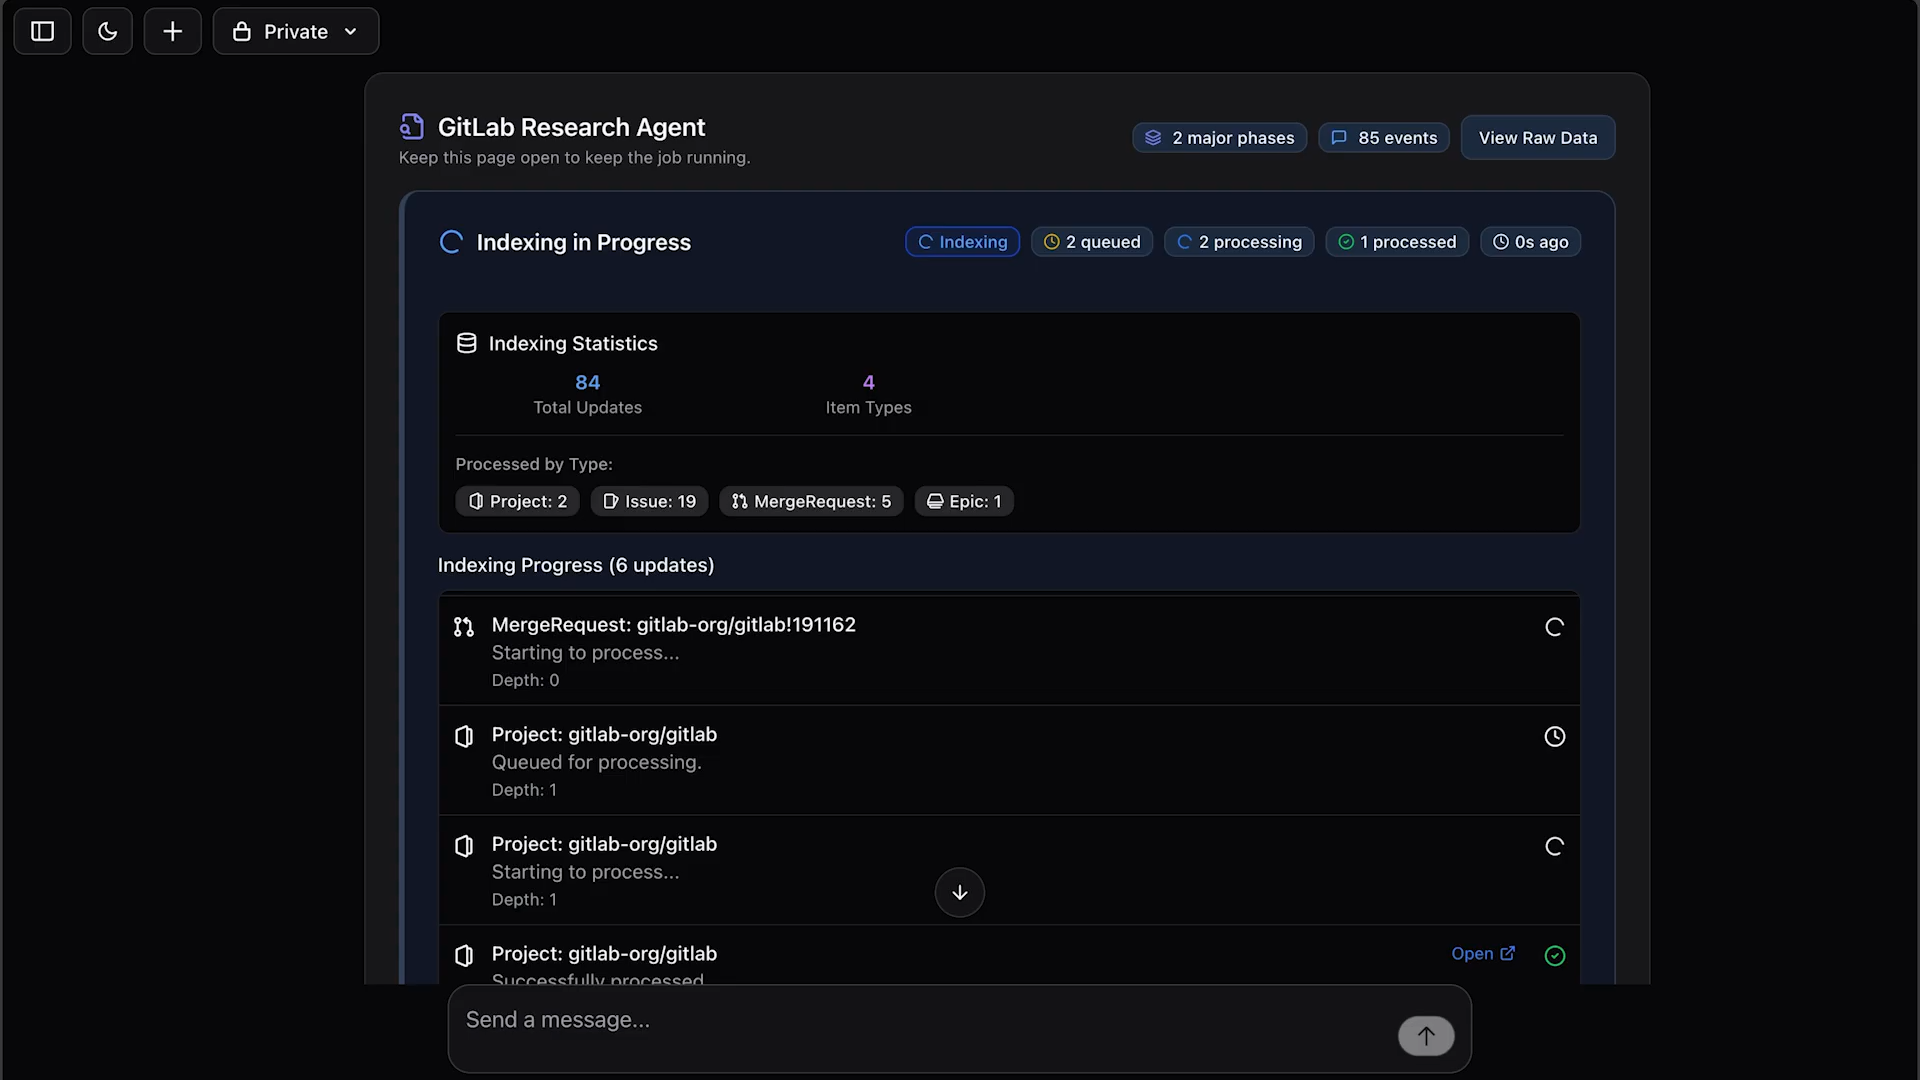 Private
GitLab Research Agent
Keep this page open to keep the job running.
2 major phases
85 events
View Raw Data
Indexing in Progress
Indexing
2 queued
2 processing
1 processed
0s ago
Indexing Statistics
84
Total Updates
4
Item Types
Processed by Type:
Project: 2
Issue: 19
MergeRequest: 5
Epic: 1
Indexing Progress (6 updates)
MergeRequest: gitlab-org/gitlab!191162
Starting to process...
Depth: 0
Project: gitlab-org/gitlab
Queued for processing.
Depth: 1
Project: gitlab-org/gitlab
Starting to process...
Depth: 1
Project: gitlab-org/gitlab
Open
Successfully processed
Send a message...